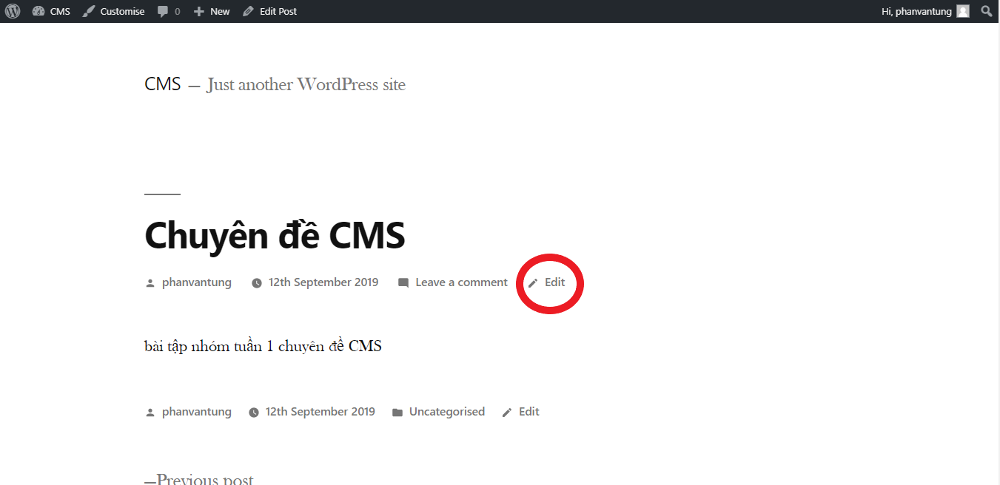 CMS Customise 0 New Edit Post Hi, phanvantung
CMS — Just another WordPress site
Chuyên đề CMS
phanvantung 12th September 2019 Leave a comment Edit
bài tập nhóm tuần 1 chuyên đề CMS
phanvantung 12th September 2019 Uncategorised Edit
—Previous post